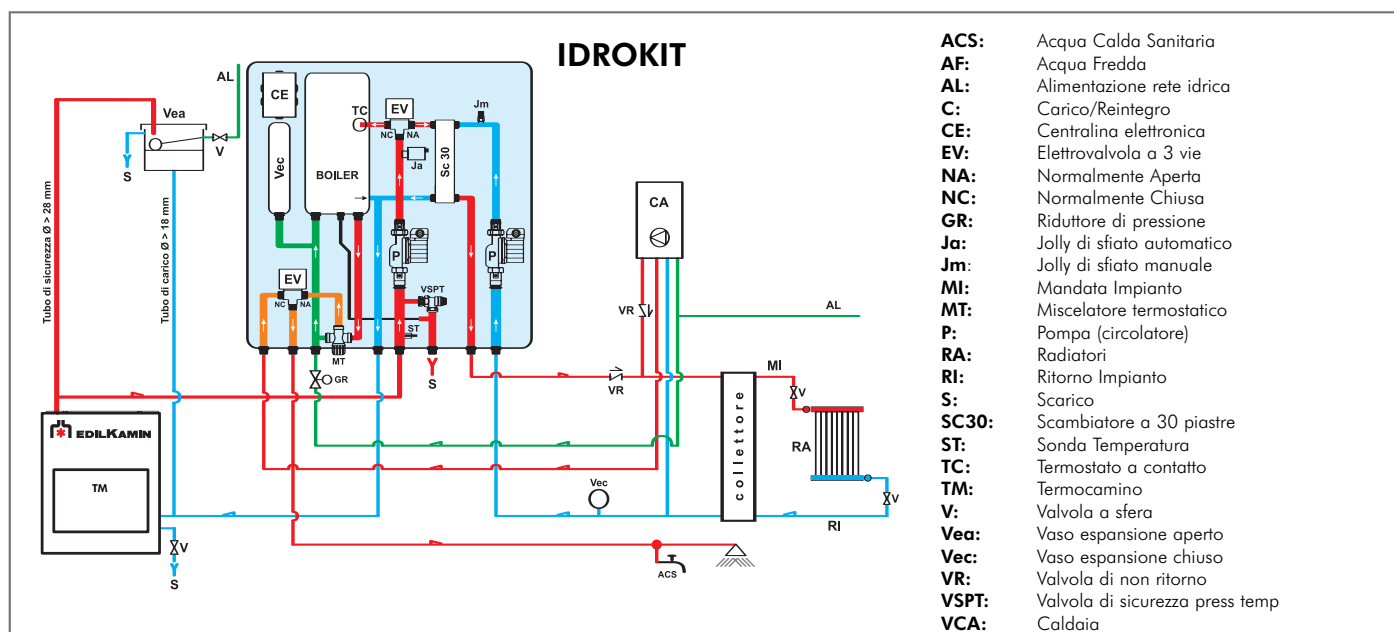 IDROKIT
AL
Vea
V
S
Tubo di sicurezza Ø > 28 mm
Tubo di carico Ø > 18 mm
CE
Vec
BOILER
TC
EV
NC
NA
Ja
Sc 30
Jm
P
P
EV
NC
NA
VSPT
ST
MT
GR
S
CA
VR
AL
VR
MI
V
RA
V
RI
collettore
Vec
ACS
EDILKAMIN
TM
V
S
ACS: Acqua Calda Sanitaria
AF: Acqua Fredda
AL: Alimentazione rete idrica
C: Carico/Reintegro
CE: Centralina elettronica
EV: Elettrovalvola a 3 vie
NA: Normalmente Aperta
NC: Normalmente Chiusa
GR: Riduttore di pressione
Ja: Jolly di sfiato automatico
Jm: Jolly di sfiato manuale
MI: Mandata Impianto
MT: Miscelatore termostatico
P: Pompa (circolatore)
RA: Radiatori
RI: Ritorno Impianto
S: Scarico
SC30: Scambiatore a 30 piastre
ST: Sonda Temperatura
TC: Termostato a contatto
TM: Termocamino
V: Valvola a sfera
Vea: Vaso espansione aperto
Vec: Vaso espansione chiuso
VR: Valvola di non ritorno
VSPT: Valvola di sicurezza press temp
VCA: Caldaia